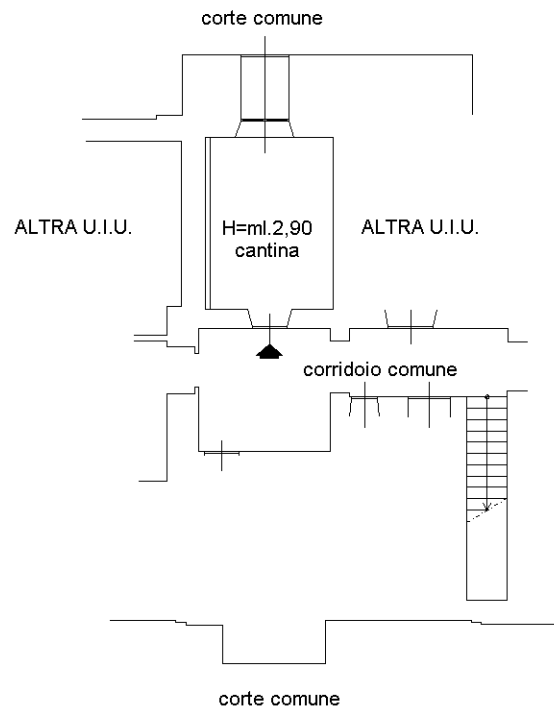 corte comune
ALTRA U.I.U.
H=ml.2,90
cantina
ALTRA U.I.U.
corridoio comune
corte comune